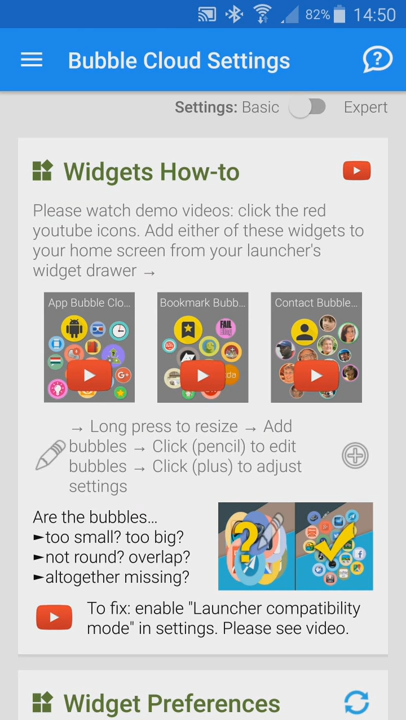 82% 14:50
Bubble Cloud Settings
Settings: Basic Expert
Widgets How-to
Please watch demo videos: click the red
youtube icons. Add either of these widgets to
your home screen from your launcher's
widget drawer →
App Bubble Clo... Bookmark Bubb... Contact Bubble...
FAIL
→ Long press to resize → Add
bubbles → Click (pencil) to edit
bubbles → Click (plus) to adjust
settings
Are the bubbles...
►too small? too big?
►not round? overlap?
►altogether missing?
To fix: enable "Launcher compatibility
mode" in settings. Please see video.
Widget Preferences